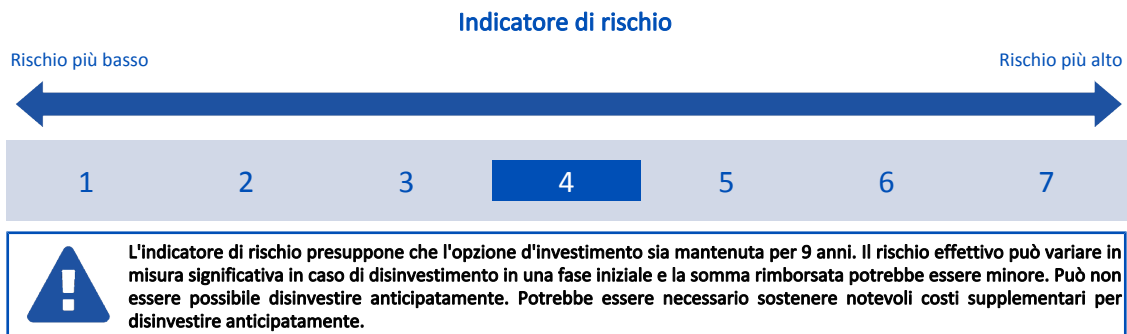 Indicatore di rischio
Rischio più basso
Rischio più alto
1 2 3 4 5 6 7
L'indicatore di rischio presuppone che l'opzione d'investimento sia mantenuta per 9 anni. Il rischio effettivo può variare in
misura significativa in caso di disinvestimento in una fase iniziale e la somma rimborsata potrebbe essere minore. Può non
essere possibile disinvestire anticipatamente. Potrebbe essere necessario sostenere notevoli costi supplementari per
disinvestire anticipatamente.